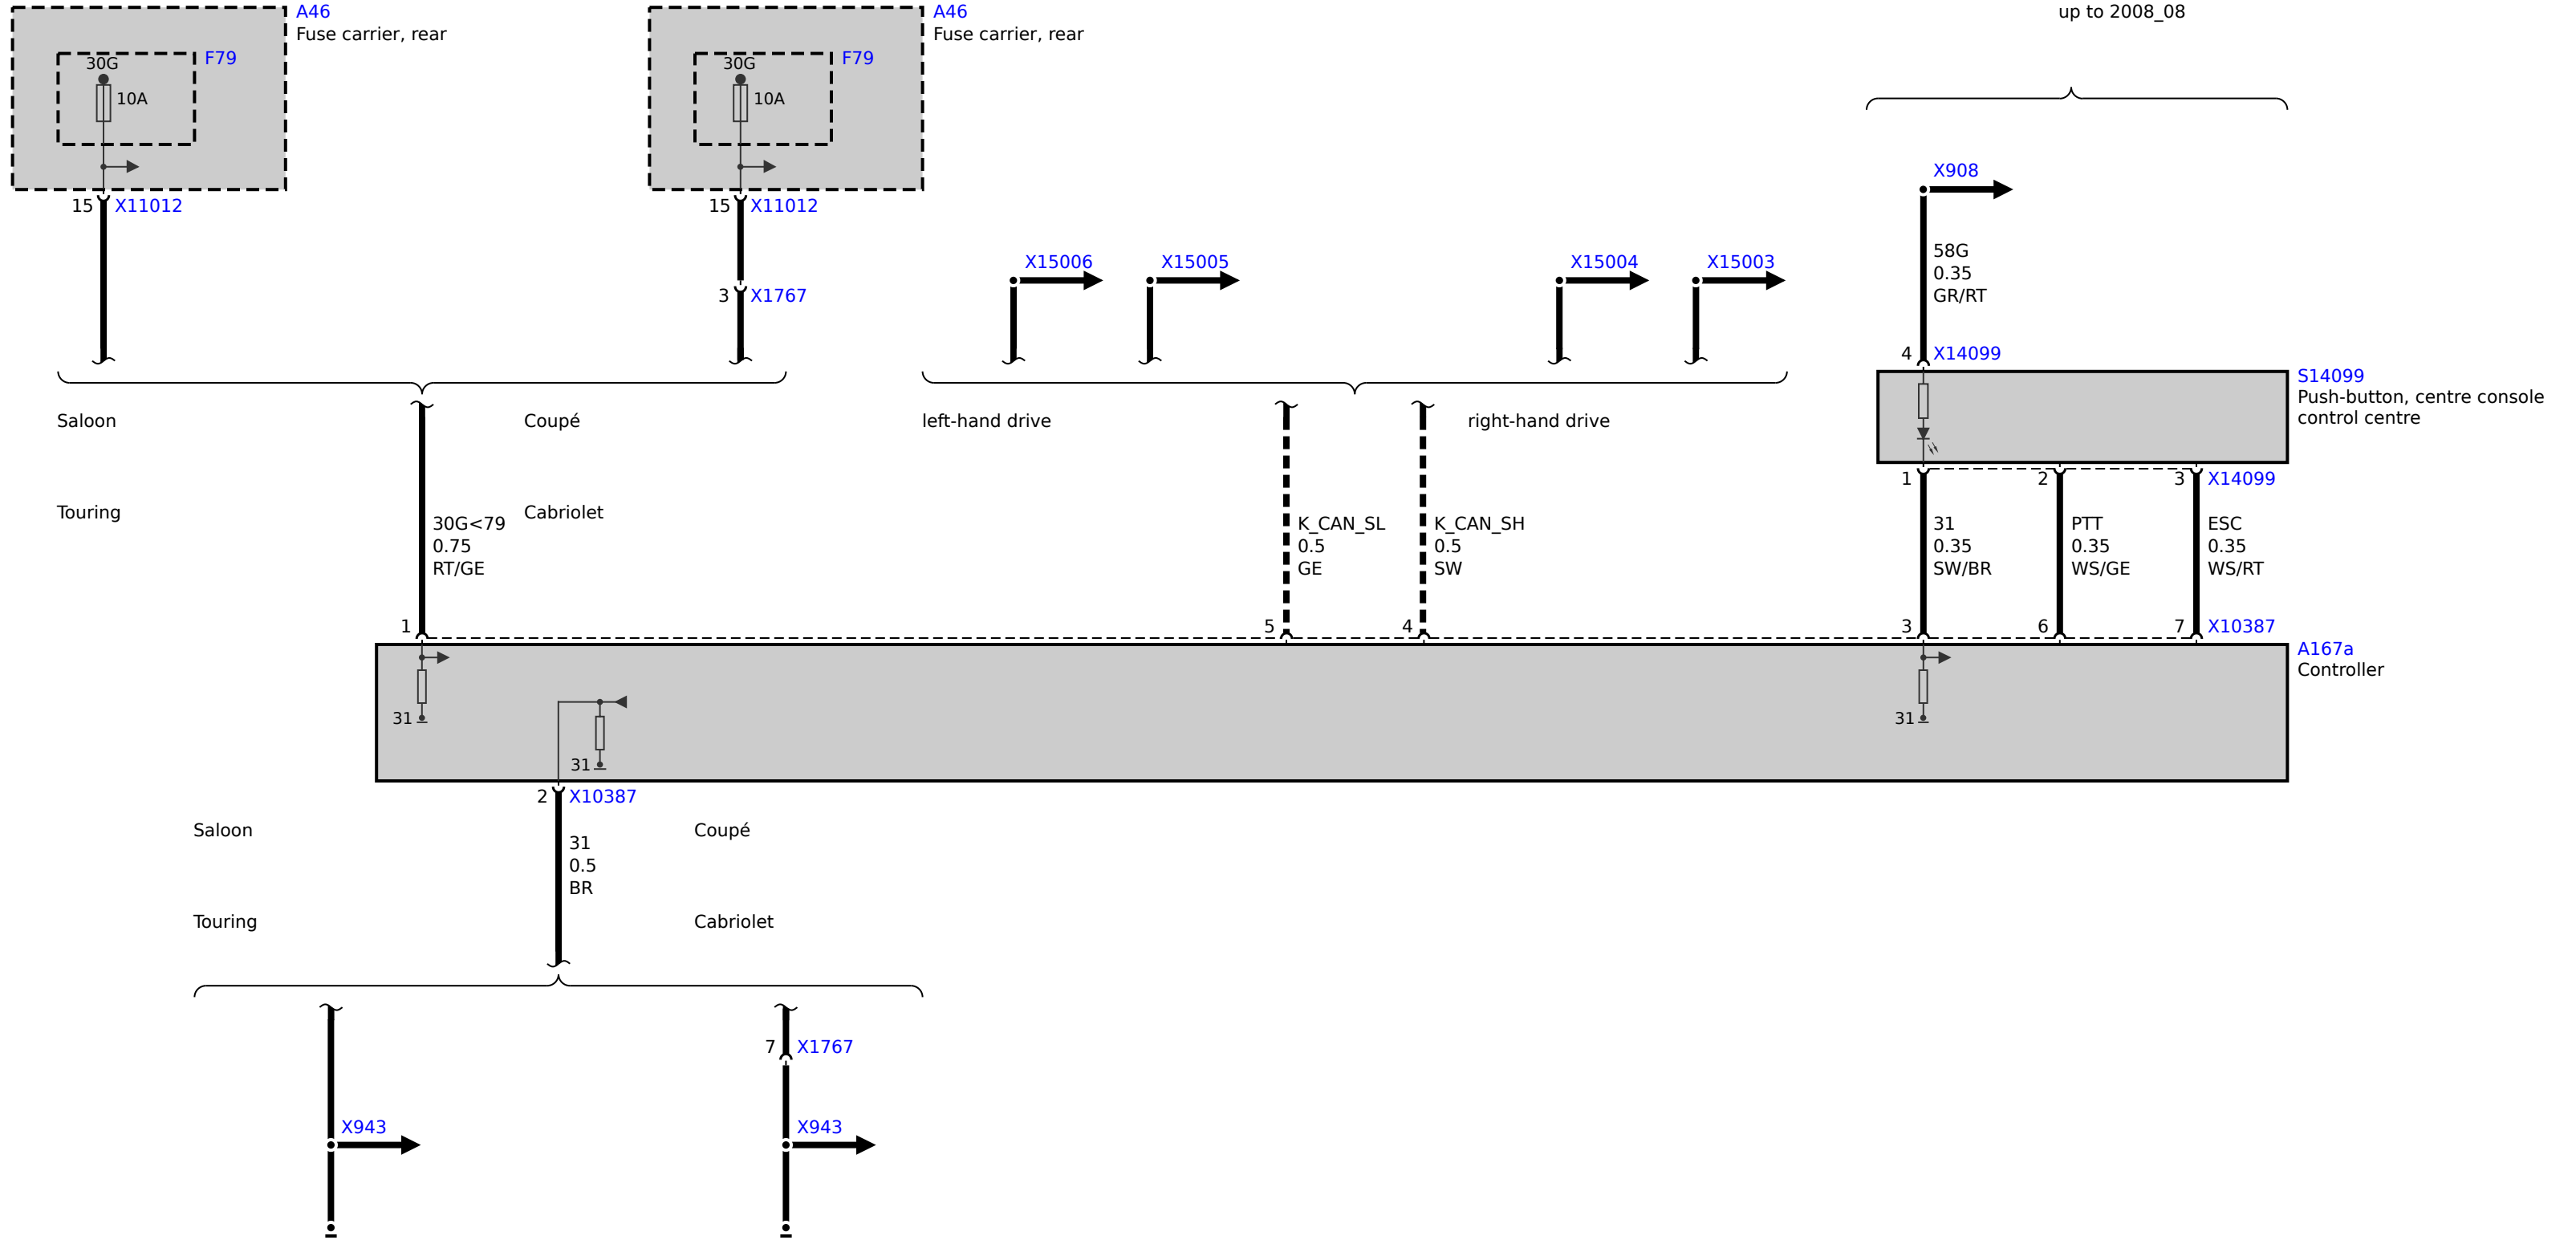 A46
Fuse carrier, rear
F79
30G
10A
15
X11012
A46
Fuse carrier, rear
F79
30G
10A
15
X11012
3
X1767
Saloon
Coupé
Touring
Cabriolet
30G<79
0.75
RT/GE
X15006
X15005
X15004
X15003
left-hand drive
right-hand drive
K_CAN_SL
0.5
GE
K_CAN_SH
0.5
SW
up to 2008_08
X908
58G
0.35
GR/RT
4
X14099
S14099
Push-button, centre console
control centre
1
2
3
X14099
31
0.35
SW/BR
PTT
0.35
WS/GE
ESC
0.35
WS/RT
1
5
4
3
6
7
X10387
A167a
Controller
31
31
31
2
X10387
Saloon
Coupé
31
0.5
BR
Touring
Cabriolet
7
X1767
X943
X943